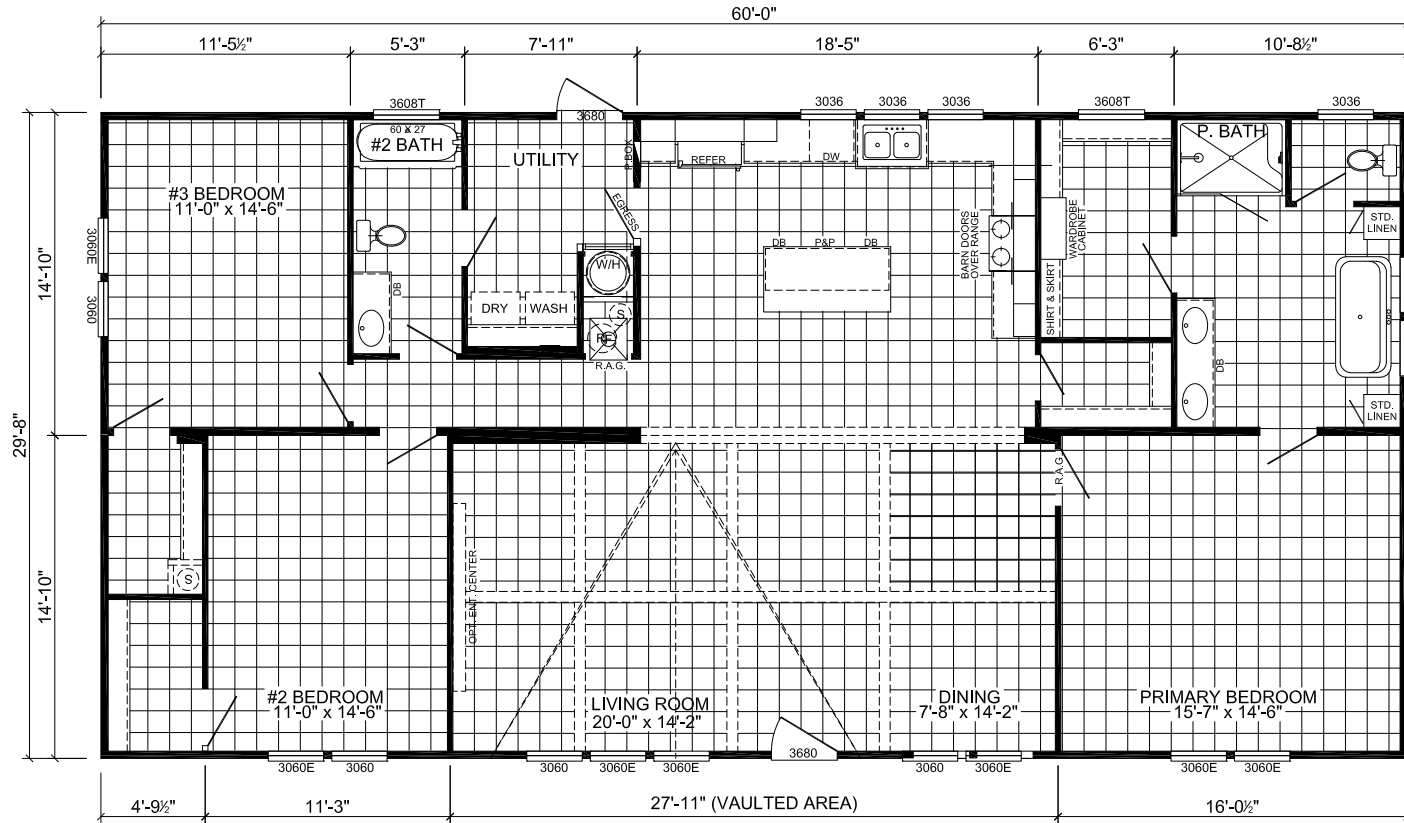 60'-0"
11'-5½"
5'-3"
7'-11"
18'-5"
6'-3"
10'-8½"
3608T
3680
3036
3036
3036
3608T
3036
60 X 27
#2 BATH
UTILITY
P.BOX
REFER
DW
P. BATH
#3 BEDROOM
11'-0" x 14'-6"
EGRESS
DB
P&P
DB
BARN DOORS
OVER RANGE
WARDROBE
CABINET
SHIRT & SKIRT
STD.
LINEN
3060E
3060
14'-10"
29'-8"
14'-10"
DB
DRY
WASH
W/H
S
RF
R.A.G.
DB
STD.
LINEN
R.A.G.
S
OPT. ENT. CENTER
#2 BEDROOM
11'-0" x 14'-6"
LIVING ROOM
20'-0" x 14'-2"
DINING
7'-8" x 14'-2"
PRIMARY BEDROOM
15'-7" x 14'-6"
3060E
3060
3060
3060E
3060E
3680
3060
3060E
3060E
3060E
4'-9½"
11'-3"
27'-11" (VAULTED AREA)
16'-0½"